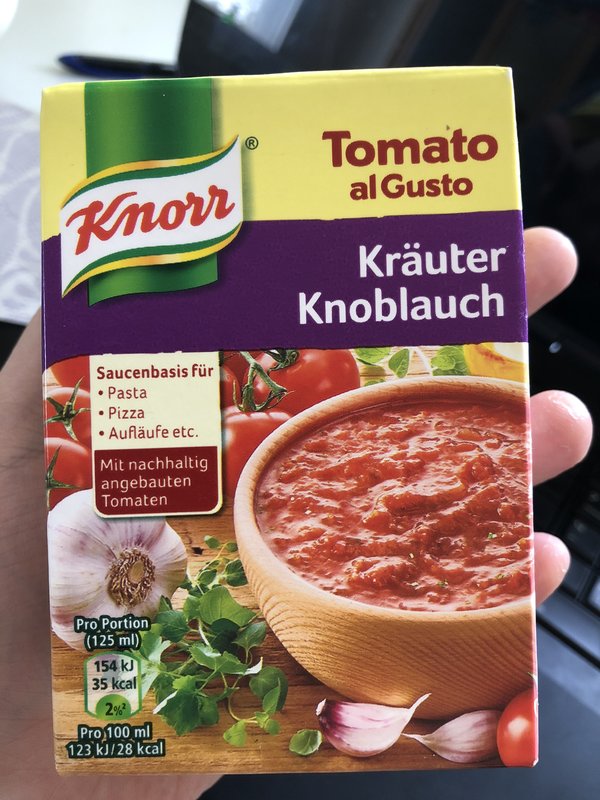 Knorr®
Tomato
al Gusto
Kräuter
Knoblauch
Saucenbasis für
• Pasta
• Pizza
• Aufläufe etc.
Mit nachhaltig
angebauten
Tomaten
Pro Portion
(125 ml)
154 kJ
35 kcal
2%²
Pro 100 ml
123 kJ/28 kcal